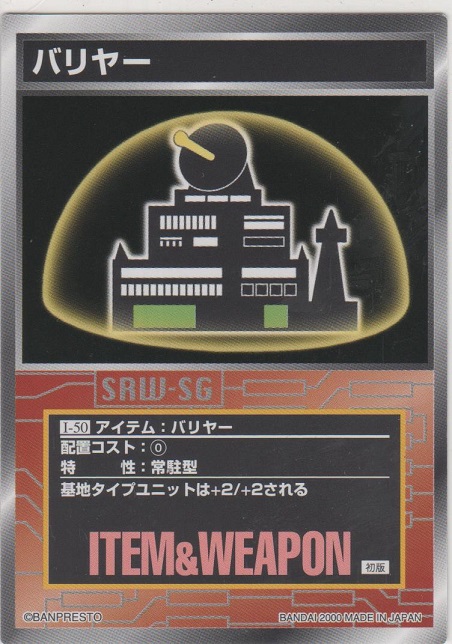 バリヤー
SRW-SG
I-50 アイテム：バリヤー
配置コスト：⓪
特　　性：常駐型
基地タイプユニットは+2/+2される
ITEM&WEAPON 初版
©BANPRESTO BANDAI 2000 MADE IN JAPAN